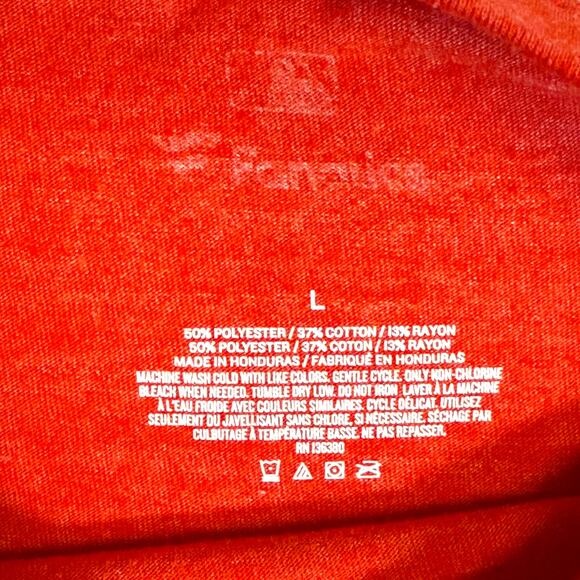 Fanatics
L
50% POLYESTER / 37% COTTON / 13% RAYON
50% POLYESTER / 37% COTON / 13% RAYON
MADE IN HONDURAS / FABRIQUÉ EN HONDURAS
MACHINE WASH COLD WITH LIKE COLORS. GENTLE CYCLE. ONLY NON-CHLORINE
BLEACH WHEN NEEDED. TUMBLE DRY LOW. DO NOT IRON. LAVER À LA MACHINE
À L'EAU FROIDE AVEC COULEURS SIMILAIRES. CYCLE DÉLICAT. UTILISEZ
SEULEMENT DU JAVELLISANT SANS CHLORE, SI NÉCESSAIRE. SÉCHAGE PAR
CULBUTAGE À TEMPÉRATURE BASSE. NE PAS REPASSER.
RN 136380